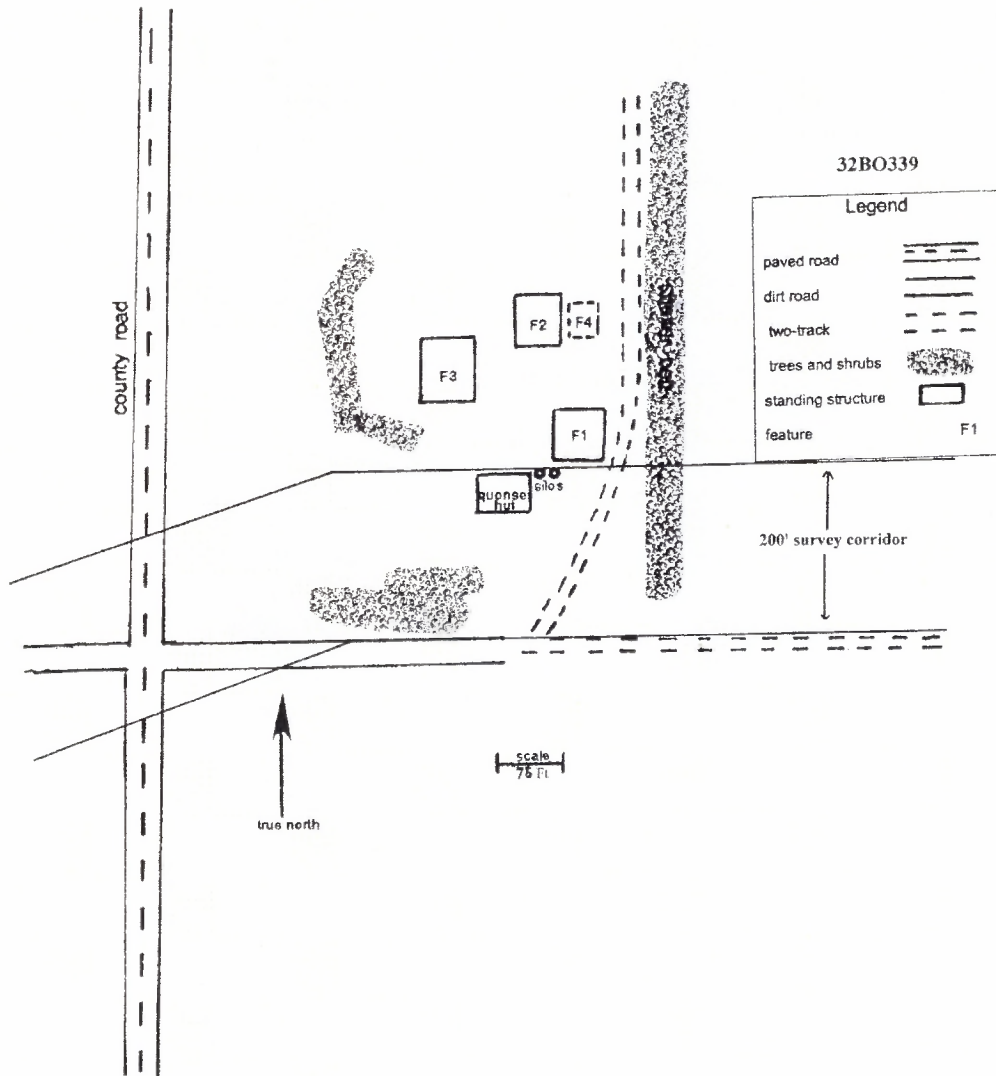 32BO339
Legend
paved road
dirt road
two-track
trees and shrubs
standing structure
feature F1
county road
F2
F4
F3
F1
silos
quonset
hut
200' survey corridor
scale
75 Ft
true north